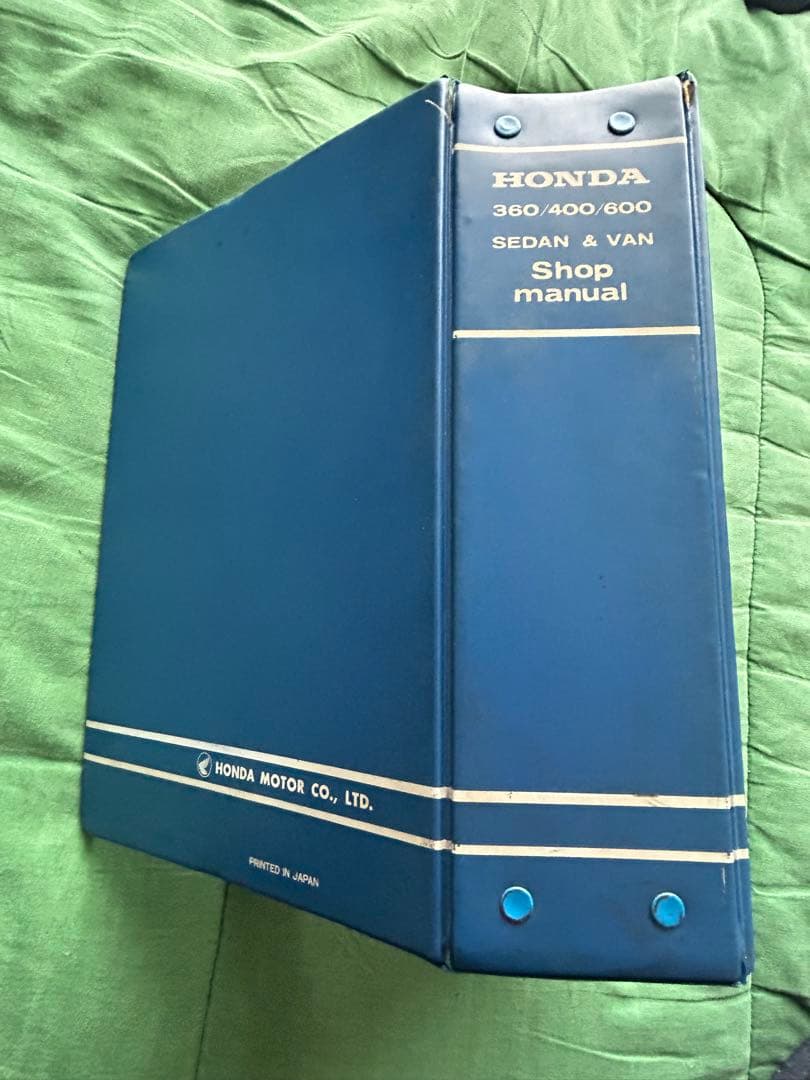 HONDA
360/400/600
SEDAN & VAN
Shop
manual
HONDA MOTOR CO., LTD.
PRINTED IN JAPAN